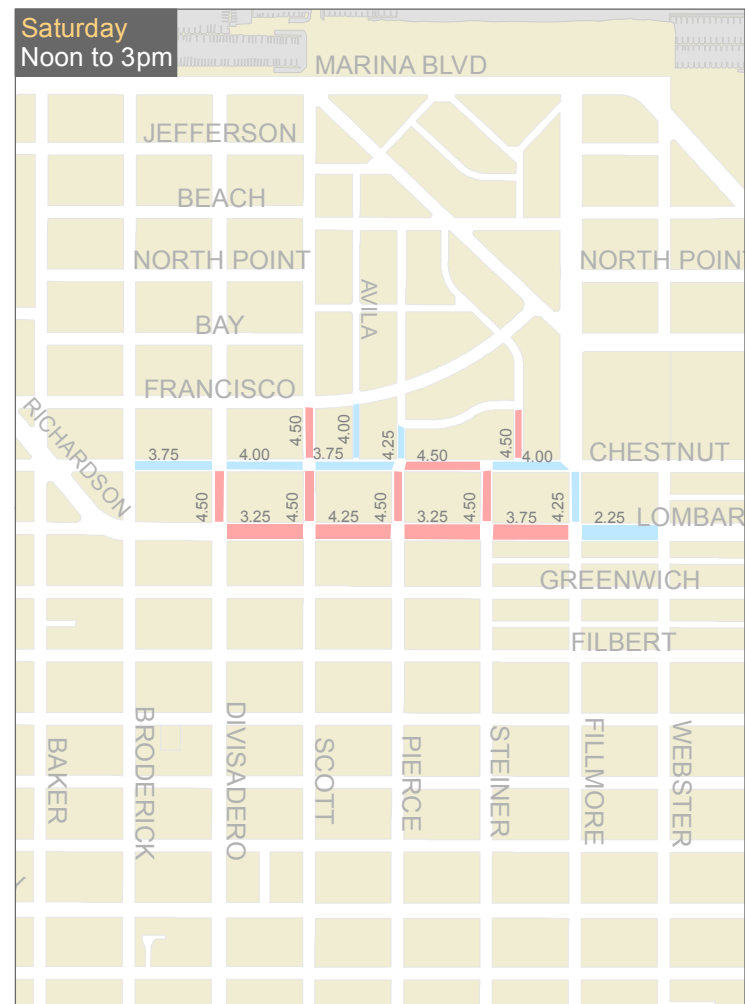 Saturday
Noon to 3pm
MARINA BLVD
JEFFERSON
BEACH
NORTH POINT
NORTH POIN
AVILA
BAY
FRANCISCO
RICHARDSON
4.50
4.00
4.25
4.50
3.75
4.00
3.75
4.50
4.00
CHESTNUT
4.50
3.25
4.50
4.25
4.50
3.25
4.50
3.75
4.25
2.25
LOMBAR
GREENWICH
FILBERT
BAKER
BRODERICK
DIVISADERO
SCOTT
PIERCE
STEINER
FILLMORE
WEBSTER